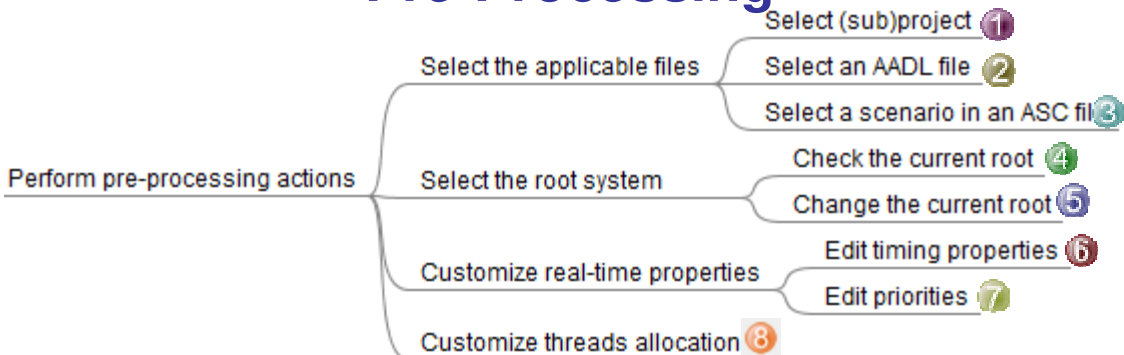 Pre-Processing
Select (sub)project 1
Select the applicable files
Select an AADL file 2
Select a scenario in an ASC fil 3
Check the current root 4
Perform pre-processing actions
Select the root system
Change the current root 5
Edit timing properties 6
Customize real-time properties
Edit priorities 7
Customize threads allocation 8